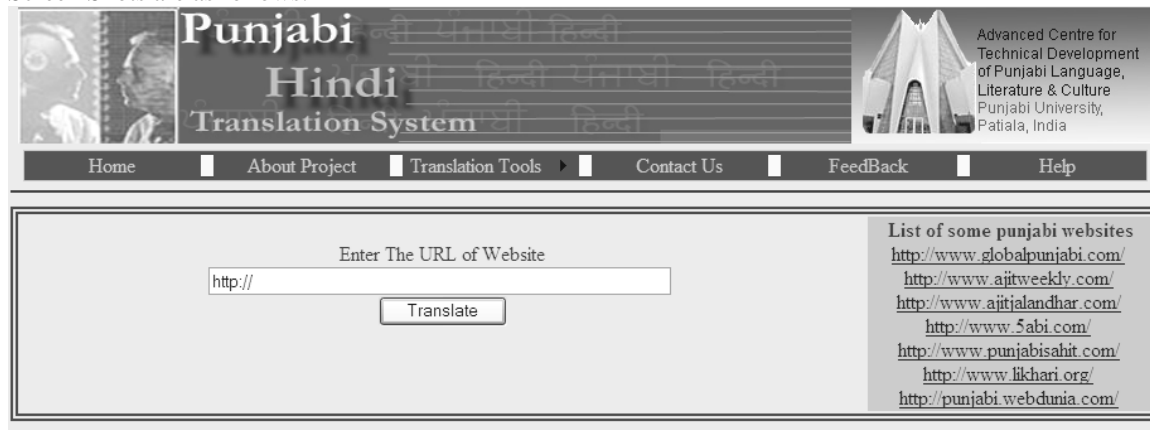 Punjabi
Hindi
Translation System
हिन्दी ਪੰਜਾਬੀ हिन्दी
हिन्दी ਪੰਜਾਬੀ हिन्दी
हिन्दी
Advanced Centre for
Technical Development
of Punjabi Language,
Literature & Culture
Punjabi University,
Patiala, India
Home About Project Translation Tools Contact Us FeedBack Help
Enter The URL of Website
http://
Translate
List of some punjabi websites
http://www.globalpunjabi.com/
http://www.ajitweekly.com/
http://www.ajitjalandhar.com/
http://www.5abi.com/
http://www.punjabisahit.com/
http://www.likhari.org/
http://punjabi.webdunia.com/